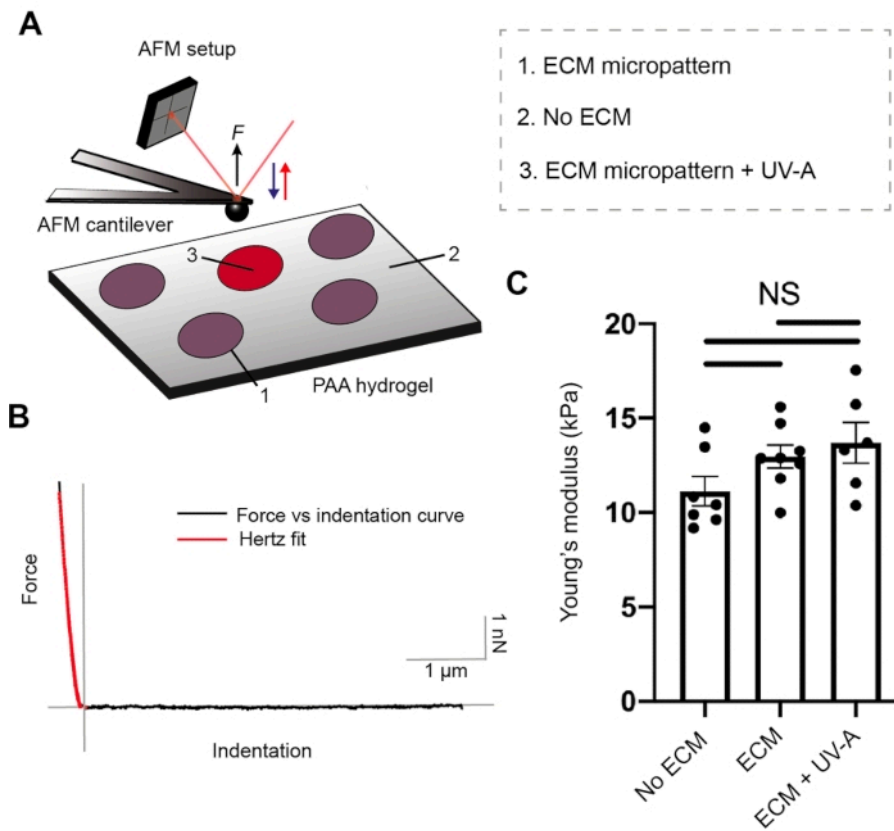 A
AFM setup
F
AFM cantilever
3
2
1
PAA hydrogel
1. ECM micropattern
2. No ECM
3. ECM micropattern + UV-A
B
Force vs indentation curve
Hertz fit
Force
1 nN
1 μm
Indentation
C
NS
Young's modulus (kPa)
20
15
10
5
0
No ECM
ECM
ECM + UV-A